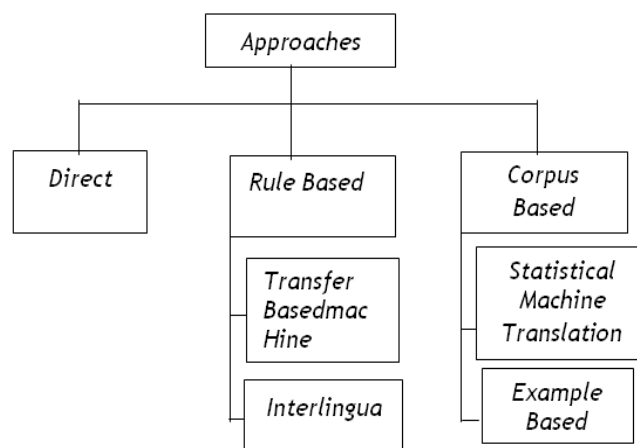 Approaches
Direct
Rule Based
Corpus
Based
Transfer
Basedmac
Hine
Statistical
Machine
Translation
Interlingua
Example
Based